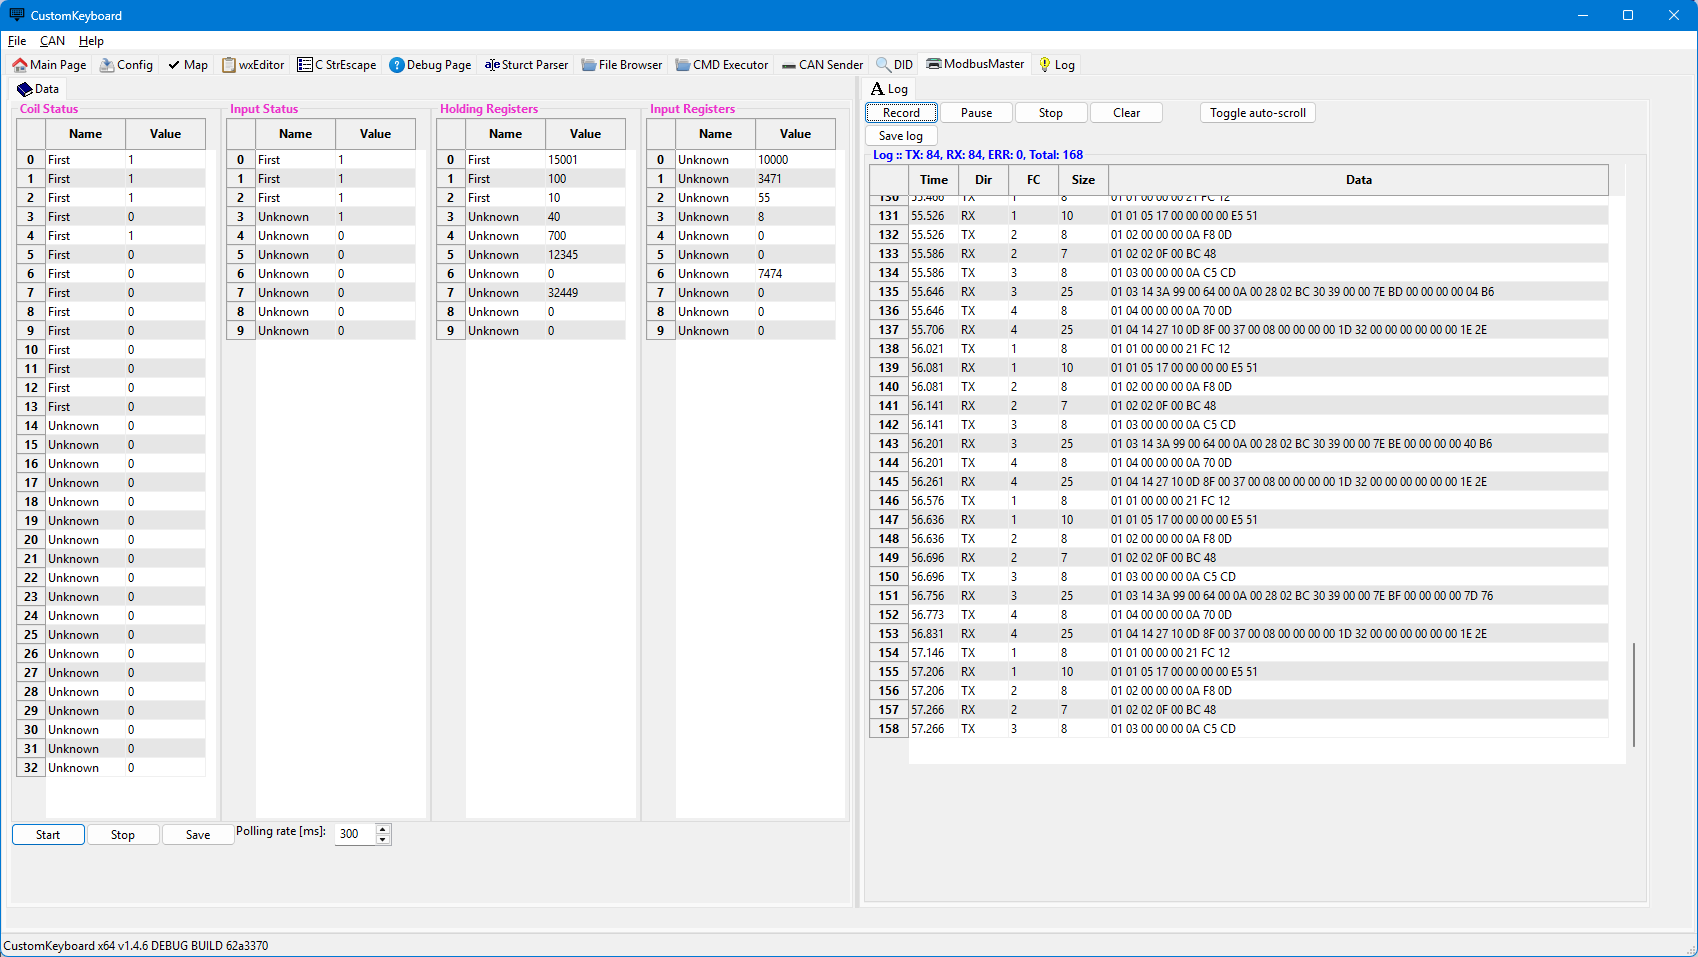 CustomKeyboard
File CAN Help
Main Page Config Map wxEditor C StrEscape Debug Page Sturct Parser File Browser CMD Executor CAN Sender DID ModbusMaster Log
Data
Coil Status
Name Value
0 First 1
1 First 1
2 First 1
3 First 0
4 First 1
5 First 0
6 First 0
7 First 0
8 First 0
9 First 0
10 First 0
11 First 0
12 First 0
13 First 0
14 Unknown 0
15 Unknown 0
16 Unknown 0
17 Unknown 0
18 Unknown 0
19 Unknown 0
20 Unknown 0
21 Unknown 0
22 Unknown 0
23 Unknown 0
24 Unknown 0
25 Unknown 0
26 Unknown 0
27 Unknown 0
28 Unknown 0
29 Unknown 0
30 Unknown 0
31 Unknown 0
32 Unknown 0
Input Status
Name Value
0 First 1
1 First 1
2 First 1
3 Unknown 1
4 Unknown 0
5 Unknown 0
6 Unknown 0
7 Unknown 0
8 Unknown 0
9 Unknown 0
Holding Registers
Name Value
0 First 15001
1 First 100
2 First 10
3 Unknown 40
4 Unknown 700
5 Unknown 12345
6 Unknown 0
7 Unknown 32449
8 Unknown 0
9 Unknown 0
Input Registers
Name Value
0 Unknown 10000
1 Unknown 3471
2 Unknown 55
3 Unknown 8
4 Unknown 0
5 Unknown 0
6 Unknown 7474
7 Unknown 0
8 Unknown 0
9 Unknown 0
Start Stop Save Polling rate [ms]: 300
Log
Record Pause Stop Clear Toggle auto-scroll
Save log
Log :: TX: 84, RX: 84, ERR: 0, Total: 168
Time Dir FC Size Data
130 55.466 TX 1 8 01 01 00 00 00 21 FC 12
131 55.526 RX 1 10 01 01 05 17 00 00 00 00 E5 51
132 55.526 TX 2 8 01 02 00 00 00 0A F8 0D
133 55.586 RX 2 7 01 02 02 0F 00 BC 48
134 55.586 TX 3 8 01 03 00 00 00 0A C5 CD
135 55.646 RX 3 25 01 03 14 3A 99 00 64 00 0A 00 28 02 BC 30 39 00 00 7E BD 00 00 00 00 04 B6
136 55.646 TX 4 8 01 04 00 00 00 0A 70 0D
137 55.706 RX 4 25 01 04 14 27 10 0D 8F 00 37 00 08 00 00 00 00 1D 32 00 00 00 00 00 00 1E 2E
138 56.021 TX 1 8 01 01 00 00 00 21 FC 12
139 56.081 RX 1 10 01 01 05 17 00 00 00 00 E5 51
140 56.081 TX 2 8 01 02 00 00 00 0A F8 0D
141 56.141 RX 2 7 01 02 02 0F 00 BC 48
142 56.141 TX 3 8 01 03 00 00 00 0A C5 CD
143 56.201 RX 3 25 01 03 14 3A 99 00 64 00 0A 00 28 02 BC 30 39 00 00 7E BE 00 00 00 00 40 B6
144 56.201 TX 4 8 01 04 00 00 00 0A 70 0D
145 56.261 RX 4 25 01 04 14 27 10 0D 8F 00 37 00 08 00 00 00 00 1D 32 00 00 00 00 00 00 1E 2E
146 56.576 TX 1 8 01 01 00 00 00 21 FC 12
147 56.636 RX 1 10 01 01 05 17 00 00 00 00 E5 51
148 56.636 TX 2 8 01 02 00 00 00 0A F8 0D
149 56.696 RX 2 7 01 02 02 0F 00 BC 48
150 56.696 TX 3 8 01 03 00 00 00 0A C5 CD
151 56.756 RX 3 25 01 03 14 3A 99 00 64 00 0A 00 28 02 BC 30 39 00 00 7E BF 00 00 00 00 7D 76
152 56.773 TX 4 8 01 04 00 00 00 0A 70 0D
153 56.831 RX 4 25 01 04 14 27 10 0D 8F 00 37 00 08 00 00 00 00 1D 32 00 00 00 00 00 00 1E 2E
154 57.146 TX 1 8 01 01 00 00 00 21 FC 12
155 57.206 RX 1 10 01 01 05 17 00 00 00 00 E5 51
156 57.206 TX 2 8 01 02 00 00 00 0A F8 0D
157 57.266 RX 2 7 01 02 02 0F 00 BC 48
158 57.266 TX 3 8 01 03 00 00 00 0A C5 CD
CustomKeyboard x64 v1.4.6 DEBUG BUILD 62a3370